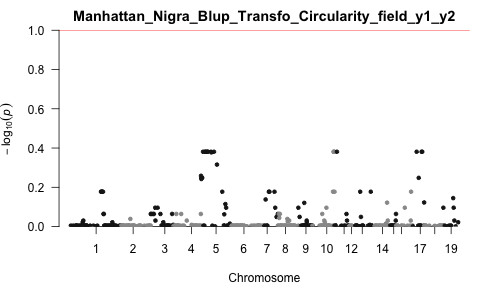 Manhattan_Nigra_Blup_Transfo_Circularity_field_y1_y2
1.0
0.8
0.6
0.4
0.2
0.0
− log10(p)
1 2 3 4 5 6 7 8 9 10 12 14 17 19
Chromosome